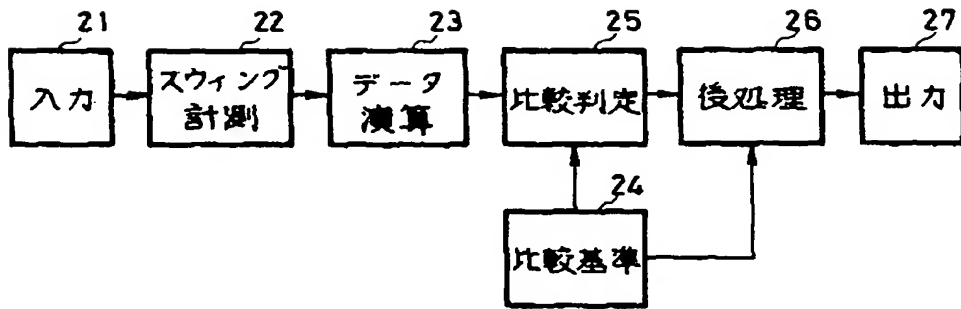 21
入力
22
スウィング
計測
23
データ
演算
25
比較判定
26
後処理
27
出力
24
比較基準